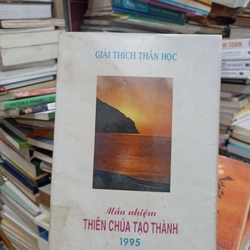 GIẢI THÍCH THẦN HỌC
Mầu nhiệm
THIÊN CHÚA TẠO THÀNH
1995